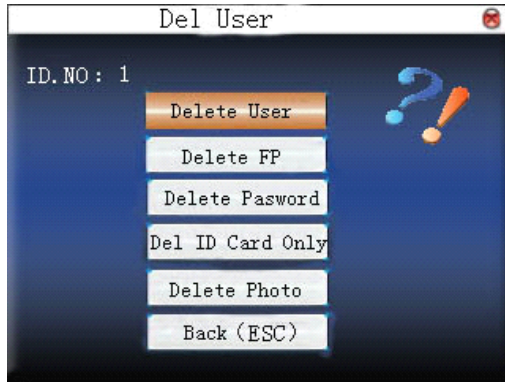 Del User
ID.NO: 1
Delete User
Delete FP
Delete Pasword
Del ID Card Only
Delete Photo
Back (ESC)